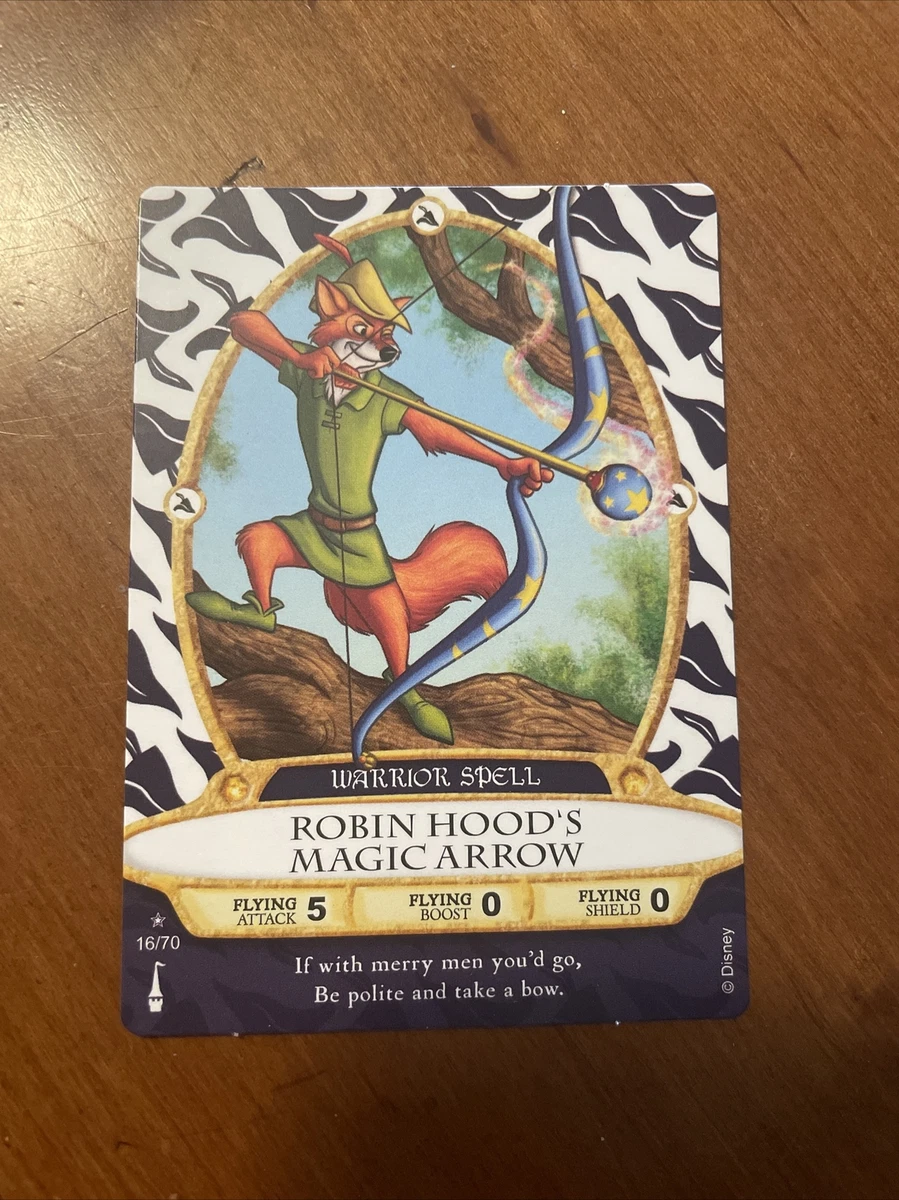 WARRIOR SPELL
ROBIN HOOD'S
MAGIC ARROW
FLYING ATTACK 5
FLYING BOOST 0
FLYING SHIELD 0
16/70
If with merry men you'd go,
Be polite and take a bow.
© Disney